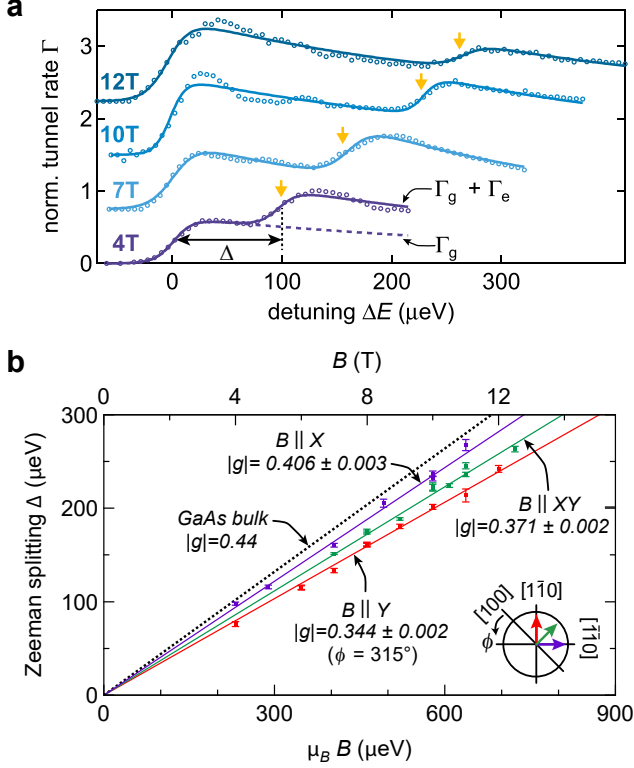 a
norm. tunnel rate Γ
3
2
1
0
12T
10T
7T
4T
Γg + Γe
Γg
Δ
0
100
200
300
detuning ΔE (μeV)
b
B (T)
0
4
8
12
Zeeman splitting Δ (μeV)
300
200
100
0
B || X
|g|= 0.406 ± 0.003
GaAs bulk
|g|=0.44
B || XY
|g|=0.371 ± 0.002
B || Y
|g|=0.344 ± 0.002
(ϕ = 315°)
[100]
[11̄0]
[1̄1̄0]
ϕ
0
300
600
900
μB B (μeV)